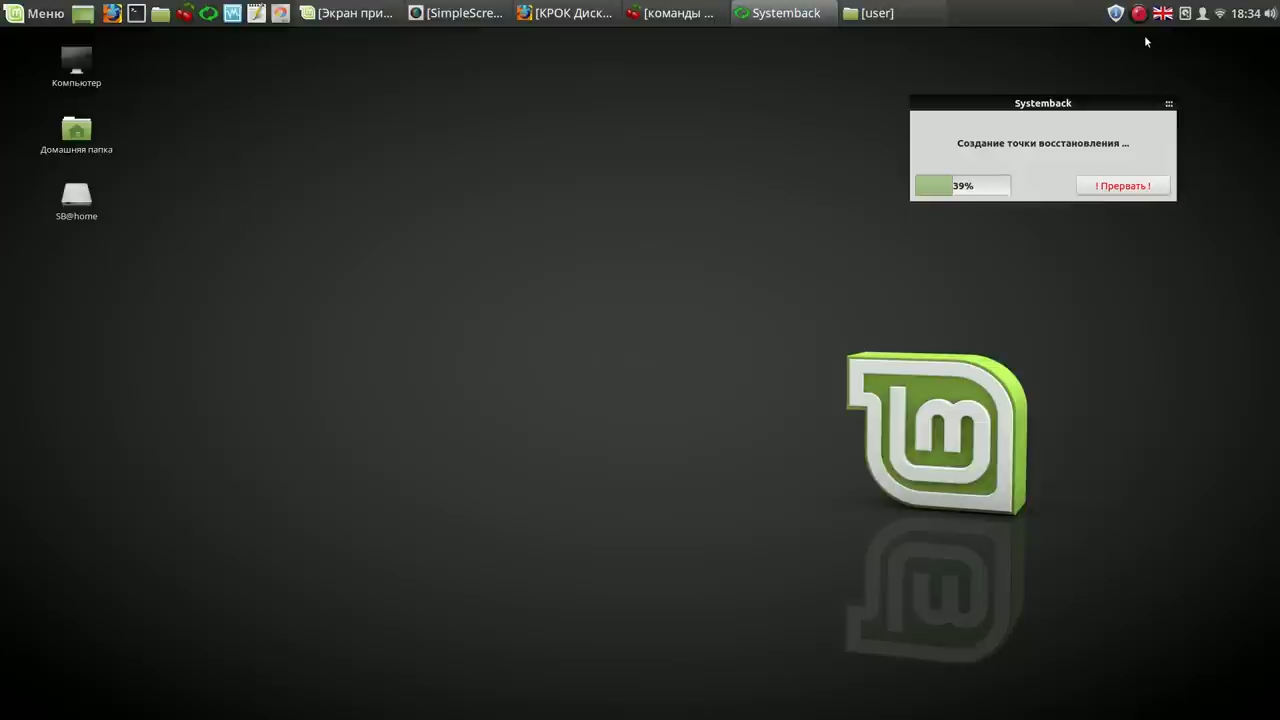 Меню
[Экран при...
[SimpleScre...
[КРОК Диск...
[команды ...
Systemback
[user]
18:34
Компьютер
Домашняя папка
SB@home
Systemback
Создание точки восстановления ...
39%
! Прервать !